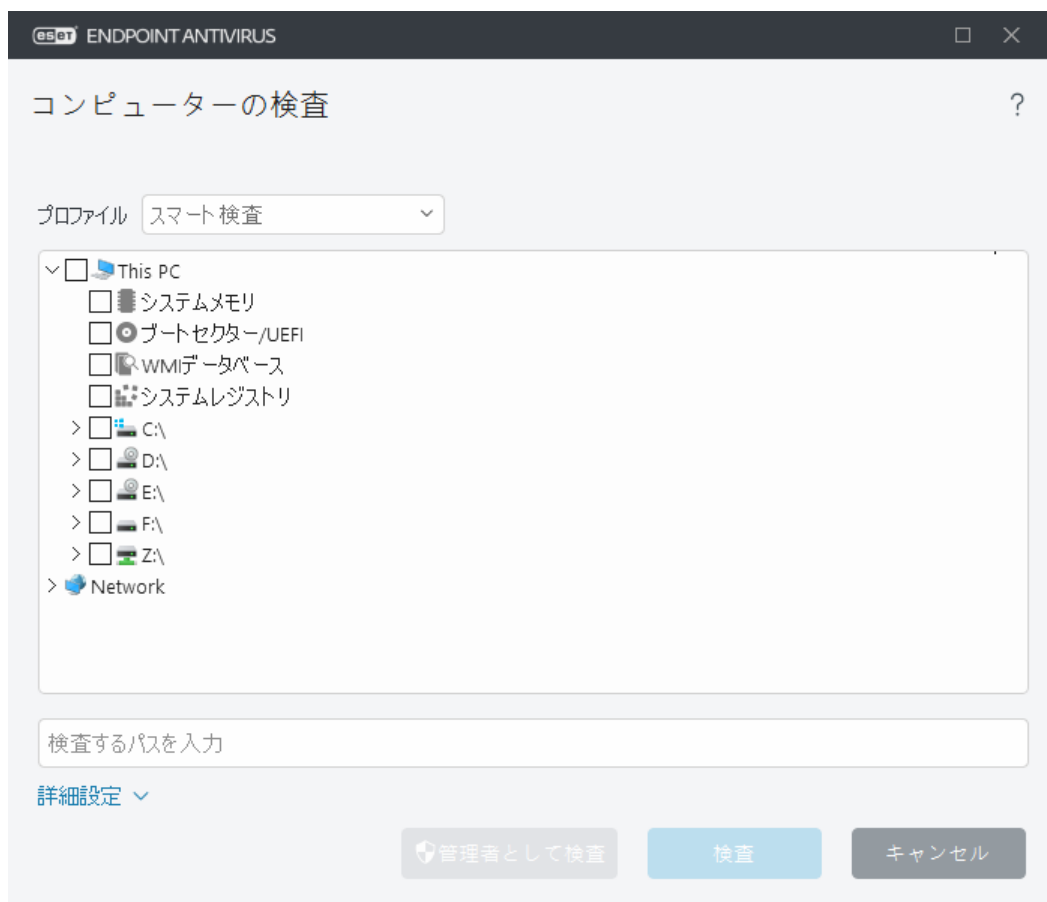 eset ENDPOINT ANTIVIRUS
コンピューターの検査 ?
プロファイル スマート検査
This PC
システムメモリ
ブートセクター/UEFI
WMIデータベース
システムレジストリ
C:\
D:\
E:\
F:\
Z:\
Network
検査するパスを入力
詳細設定
管理者として検査 検査 キャンセル